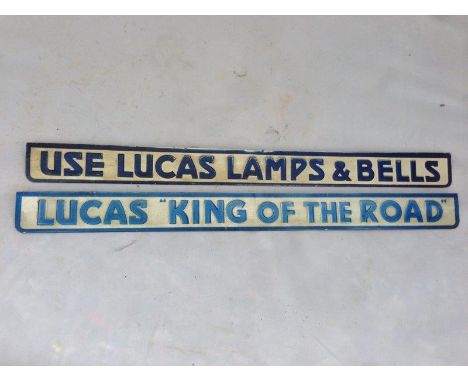 USE LUCAS LAMPS & BELLS
LUCAS "KING OF THE ROAD"